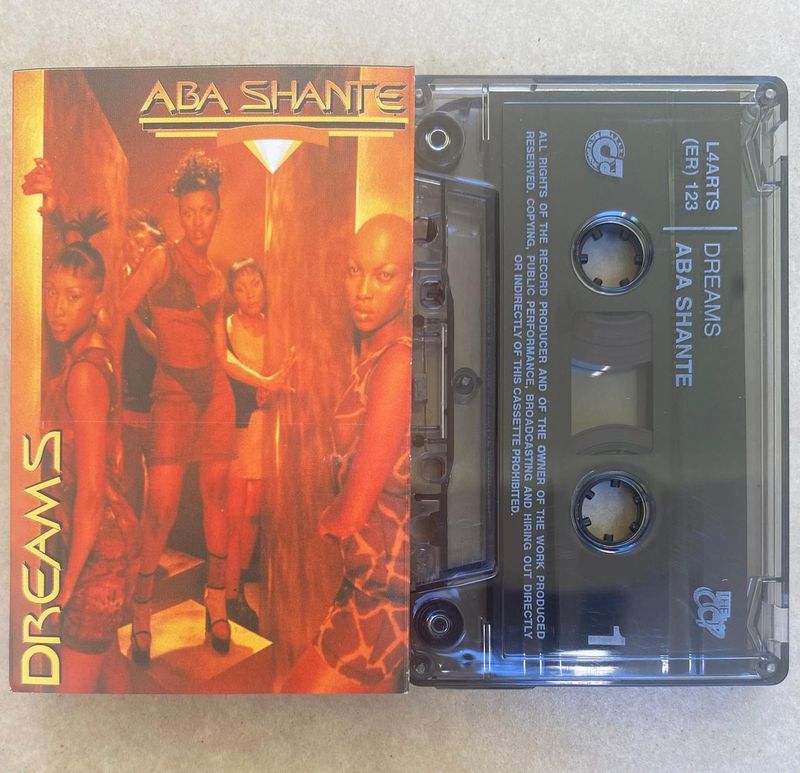 ABA SHANTE
DREAMS
L4ARTS
(ER) 123
DREAMS
ABA SHANTE
ALL RIGHTS OF THE RECORD PRODUCER AND OF THE OWNER OF THE WORK PRODUCED
RESERVED. COPYING, PUBLIC PERFORMANCE, BROADCASTING AND HIRING OUT DIRECTLY
OR INDIRECTLY OF THIS CASSETTE PROHIBITED.
THE
CCP
1